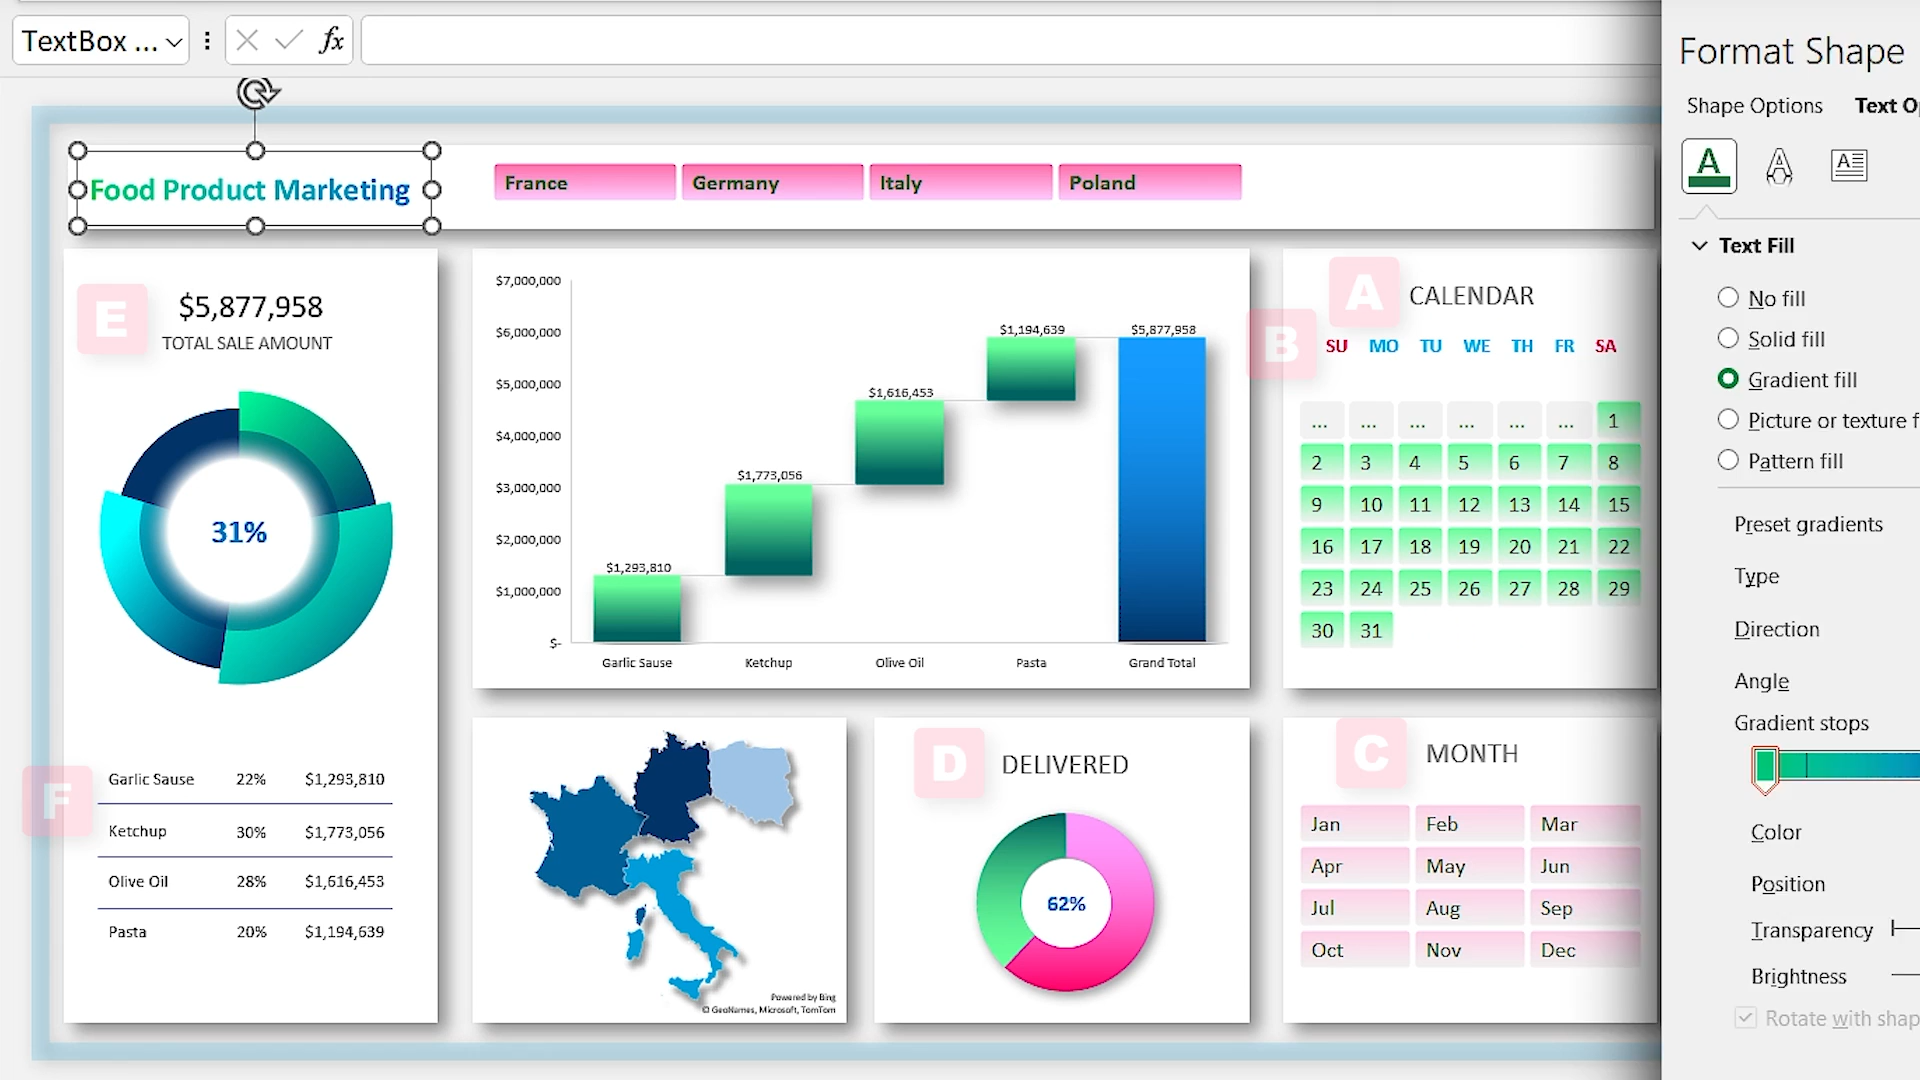 TextBox ...
fx
Format Shape
Shape Options Text Op
A A A
Text Fill
No fill
Solid fill
Gradient fill
Picture or texture f
Pattern fill
Preset gradients
Type
Direction
Angle
Gradient stops
Color
Position
Transparency
Brightness
Rotate with shap
Food Product Marketing
France Germany Italy Poland
E
$5,877,958
TOTAL SALE AMOUNT
31%
F
Garlic Sause 22% $1,293,810
Ketchup 30% $1,773,056
Olive Oil 28% $1,616,453
Pasta 20% $1,194,639
$7,000,000
$6,000,000
$5,000,000
$4,000,000
$3,000,000
$2,000,000
$1,000,000
$-
$1,293,810
$1,773,056
$1,616,453
$1,194,639
$5,877,958
Garlic Sause Ketchup Olive Oil Pasta Grand Total
A
CALENDAR
B
SU MO TU WE TH FR SA
... ... ... ... ... ... 1
2 3 4 5 6 7 8
9 10 11 12 13 14 15
16 17 18 19 20 21 22
23 24 25 26 27 28 29
30 31
Powered by Bing
© GeoNames, Microsoft, TomTom
D
DELIVERED
62%
C
MONTH
Jan Feb Mar
Apr May Jun
Jul Aug Sep
Oct Nov Dec